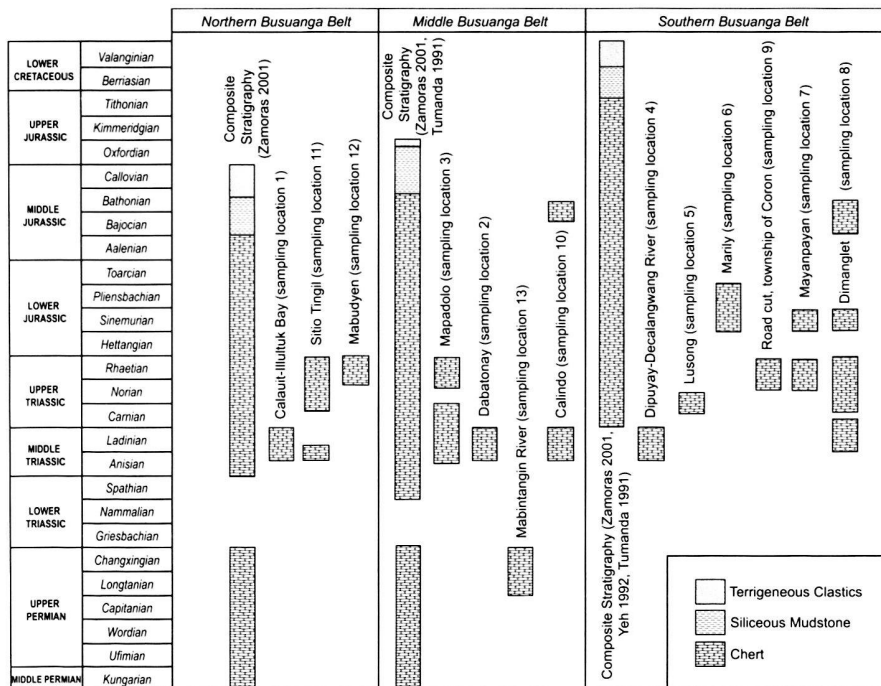 Northern Busuanga Belt
Middle Busuanga Belt
Southern Busuanga Belt
LOWER
CRETACEOUS
Valanginian
Berriasian
UPPER
JURASSIC
Tithonian
Kimmeridgian
Oxfordian
MIDDLE
JURASSIC
Callovian
Bathonian
Bajocian
Aalenian
LOWER
JURASSIC
Toarcian
Pliensbachian
Sinemurian
Hettangian
UPPER
TRIASSIC
Rhaetian
Norian
Carnian
MIDDLE
TRIASSIC
Ladinian
Anisian
LOWER
TRIASSIC
Spathian
Nammalian
Griesbachian
UPPER
PERMIAN
Changxingian
Longtanian
Capitanian
Wordian
Ufimian
MIDDLE PERMIAN
Kungarian
Composite
Stratigraphy
(Zamoras 2001)
Calauit-Illultuk Bay (sampling location 1)
Sitio Tingil (sampling location 11)
Mabudyen (sampling location 12)
Composite
Stratigraphy
(Zamoras 2001,
Tumanda 1991)
Mapadolo (sampling location 3)
Dabatonay (sampling location 2)
Mabintangin River (sampling location 13)
Calindo (sampling location 10)
Composite Stratigraphy (Zamoras 2001,
Yeh 1992, Tumanda 1991)
Dipuyay-Decalangwang River (sampling location 4)
Lusong (sampling location 5)
Marily (sampling location 6)
Road cut, township of Coron (sampling location 9)
Mayanpayan (sampling location 7)
Dimanglet (sampling location 8)
Terrigeneous Clastics
Siliceous Mudstone
Chert